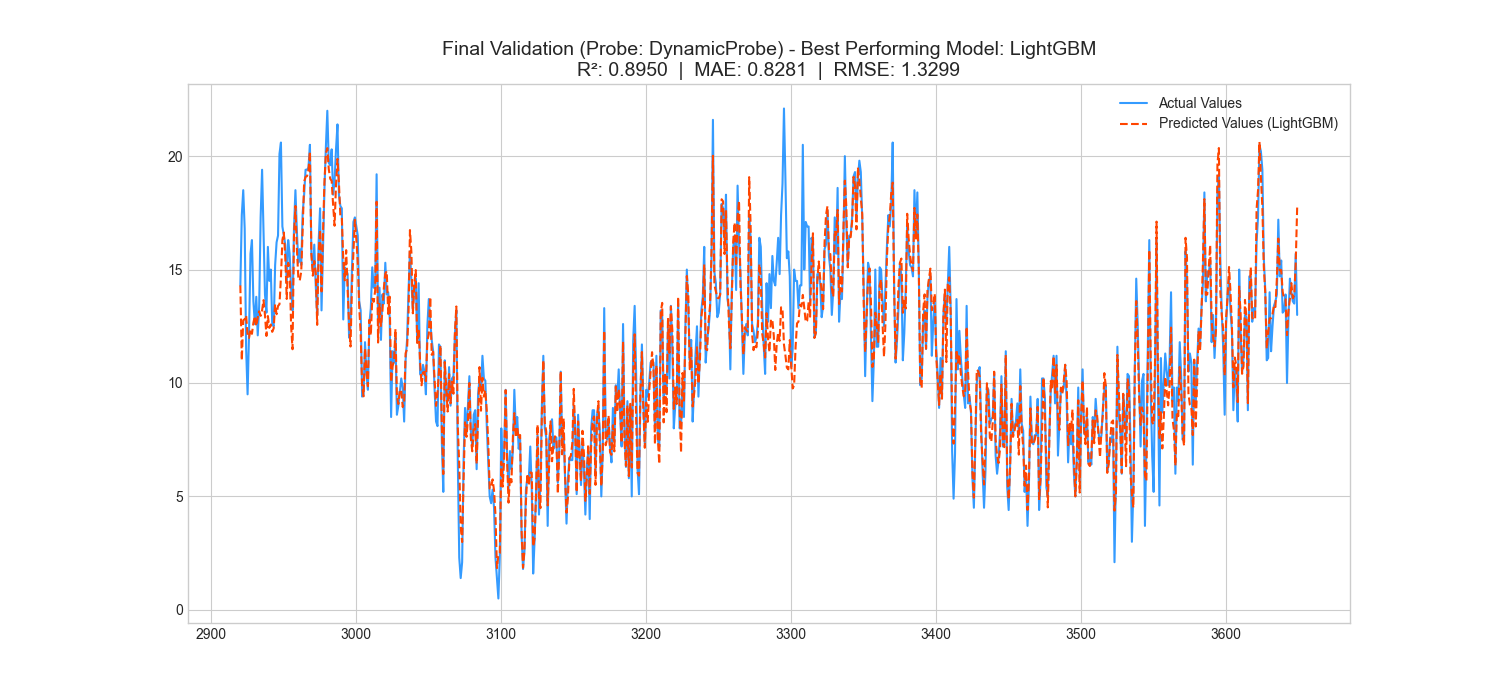 Final Validation (Probe: DynamicProbe) - Best Performing Model: LightGBM
R²: 0.8950 | MAE: 0.8281 | RMSE: 1.3299
Actual Values
Predicted Values (LightGBM)
20
15
10
5
0
2900 3000 3100 3200 3300 3400 3500 3600